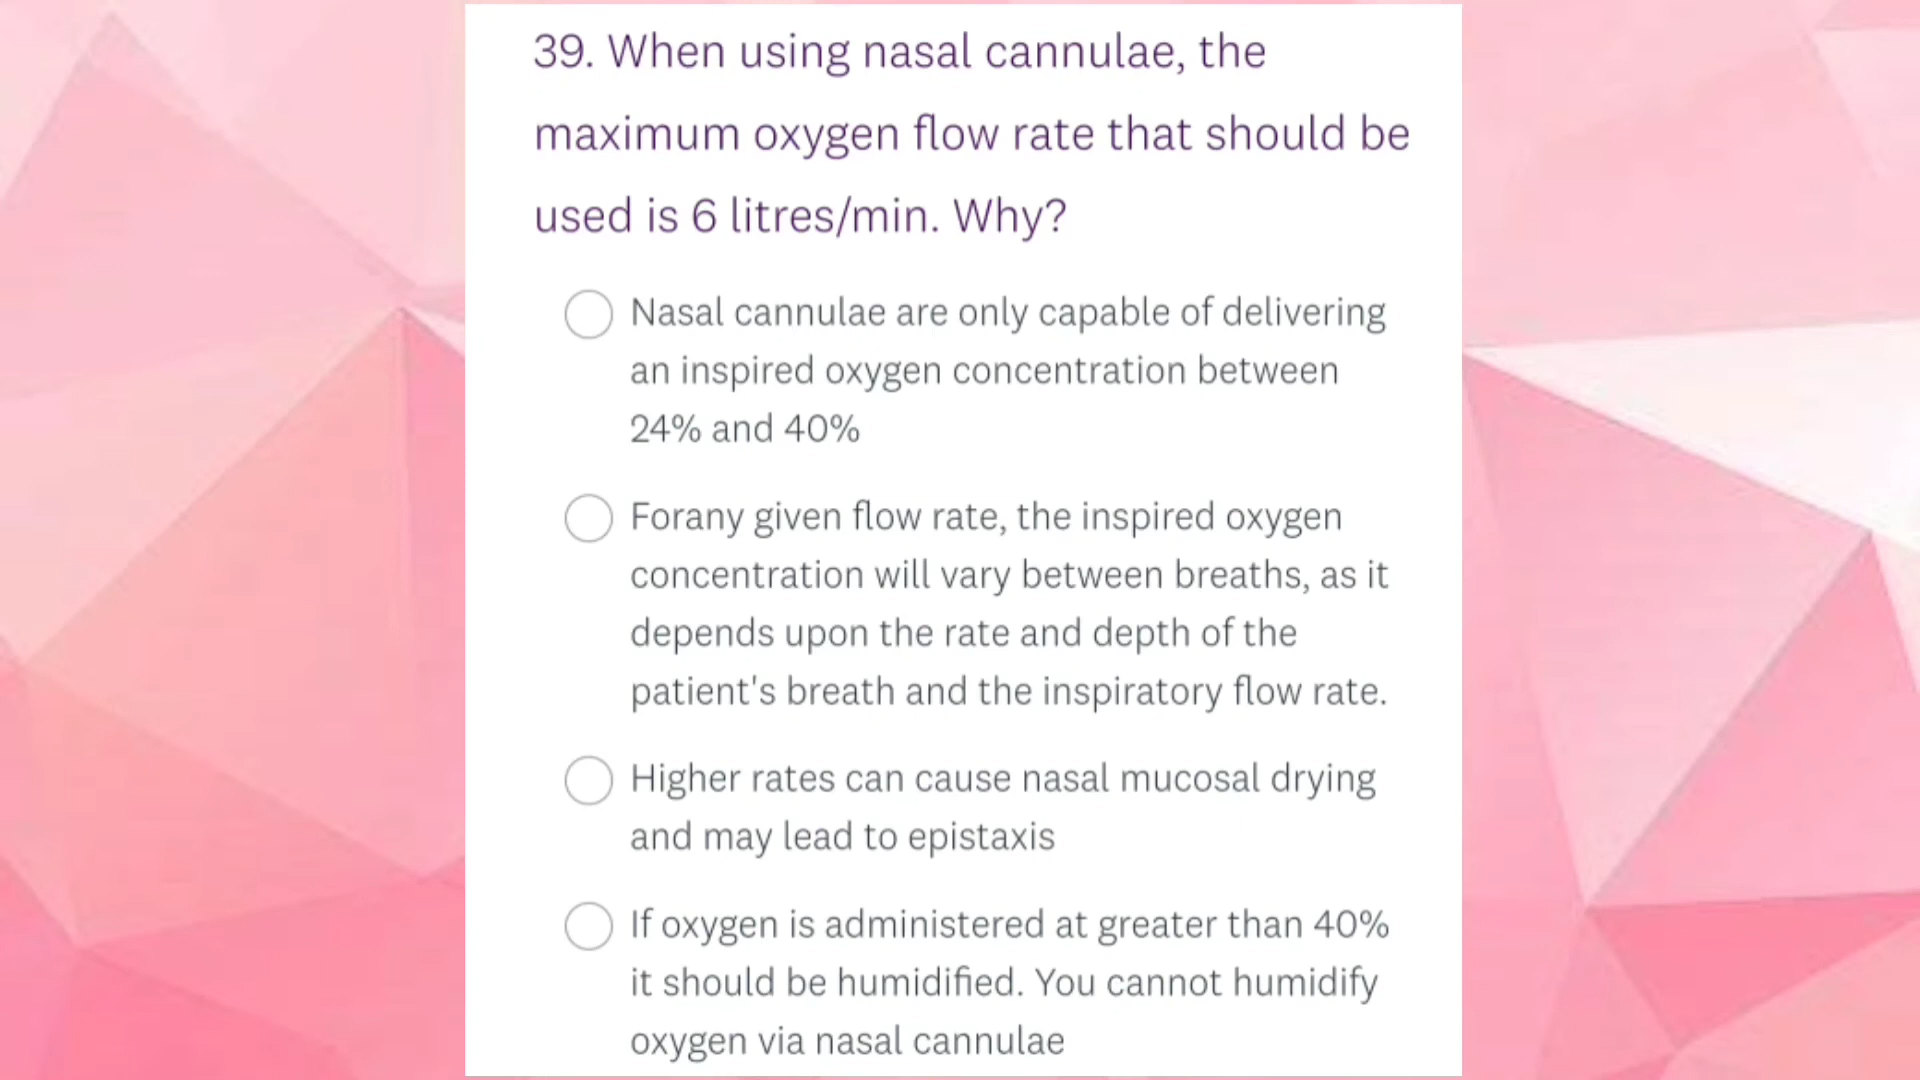 39. When using nasal cannulae, the
maximum oxygen flow rate that should be
used is 6 litres/min. Why?
Nasal cannulae are only capable of delivering
an inspired oxygen concentration between
24% and 40%
Forany given flow rate, the inspired oxygen
concentration will vary between breaths, as it
depends upon the rate and depth of the
patient's breath and the inspiratory flow rate.
Higher rates can cause nasal mucosal drying
and may lead to epistaxis
If oxygen is administered at greater than 40%
it should be humidified. You cannot humidify
oxygen via nasal cannulae